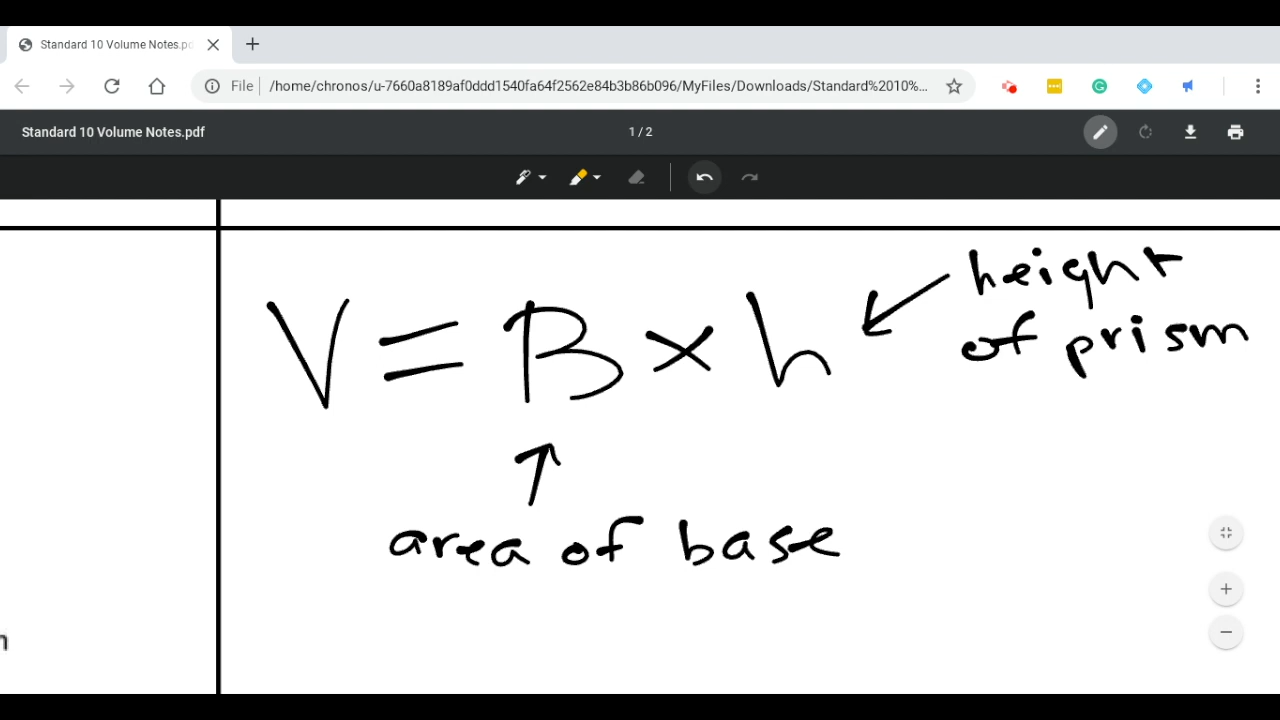 Standard 10 Volume Notes.pd
File
/home/chronos/u-7660a8189af0ddd1540fa64f2562e84b3b86b096/MyFiles/Downloads/Standard%2010%...
Standard 10 Volume Notes.pdf
1 / 2
V = B × h
height
of prism
area of base